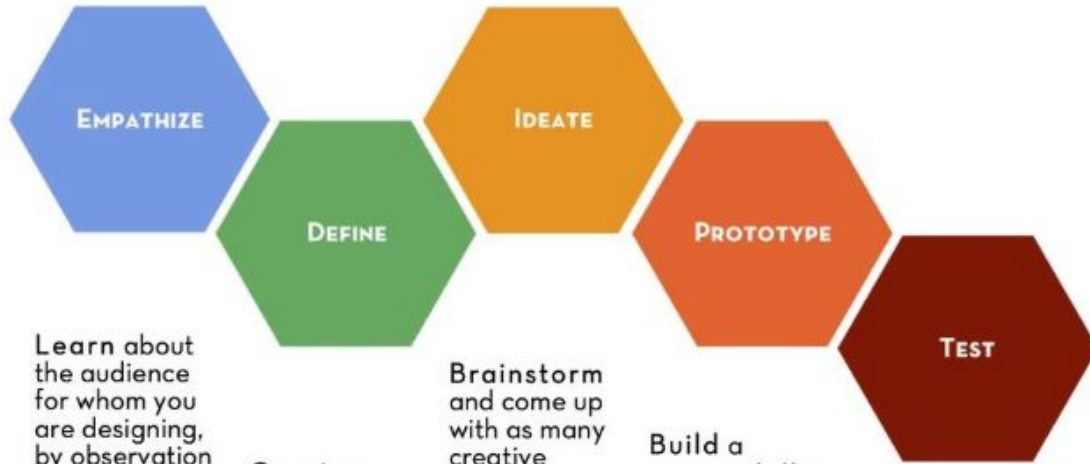 EMPATHIZE
IDEATE
DEFINE
PROTOTYPE
TEST
Learn about
the audience
for whom you
are designing,
by observation
Brainstorm
and come up
with as many
creative
Build a